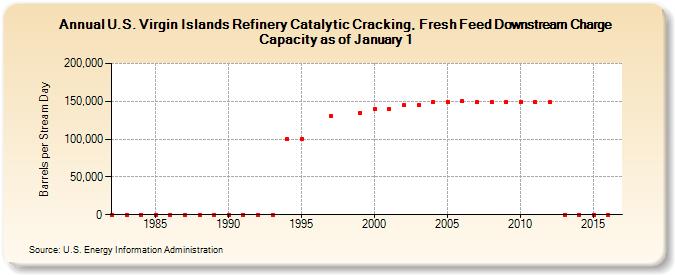 Annual U.S. Virgin Islands Refinery Catalytic Cracking, Fresh Feed Downstream Charge
Capacity as of January 1
Barrels per Stream Day
200,000
150,000
100,000
50,000
0
1985 1990 1995 2000 2005 2010 2015
Source: U.S. Energy Information Administration